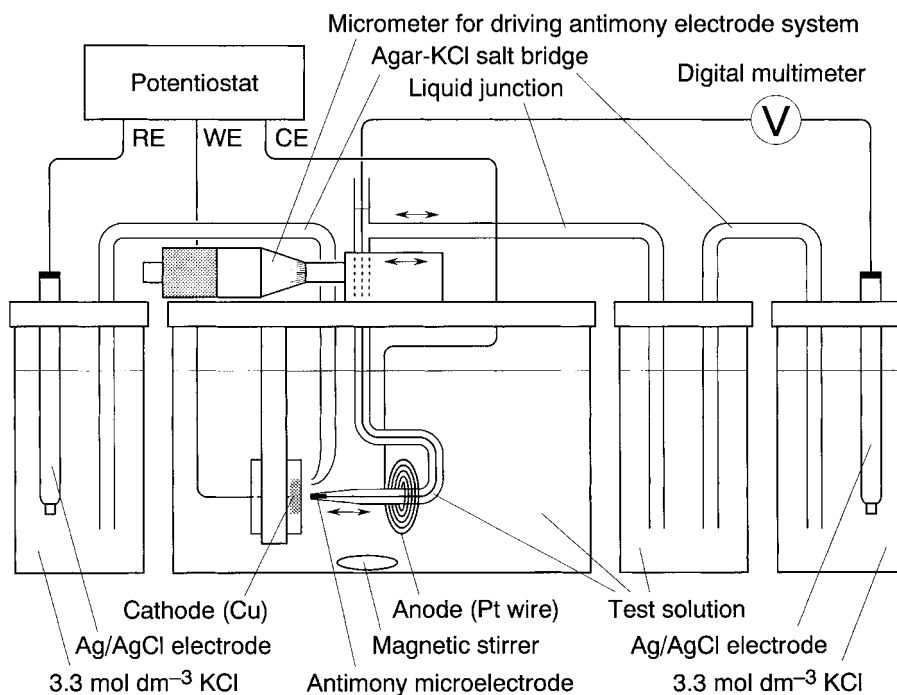 Micrometer for driving antimony electrode system
Agar-KCl salt bridge
Potentiostat
Digital multimeter
Liquid junction
V
RE
WE
CE
Cathode (Cu)
Anode (Pt wire)
Test solution
Ag/AgCl electrode
Magnetic stirrer
Ag/AgCl electrode
3.3 mol dm⁻³ KCl
Antimony microelectrode
3.3 mol dm⁻³ KCl